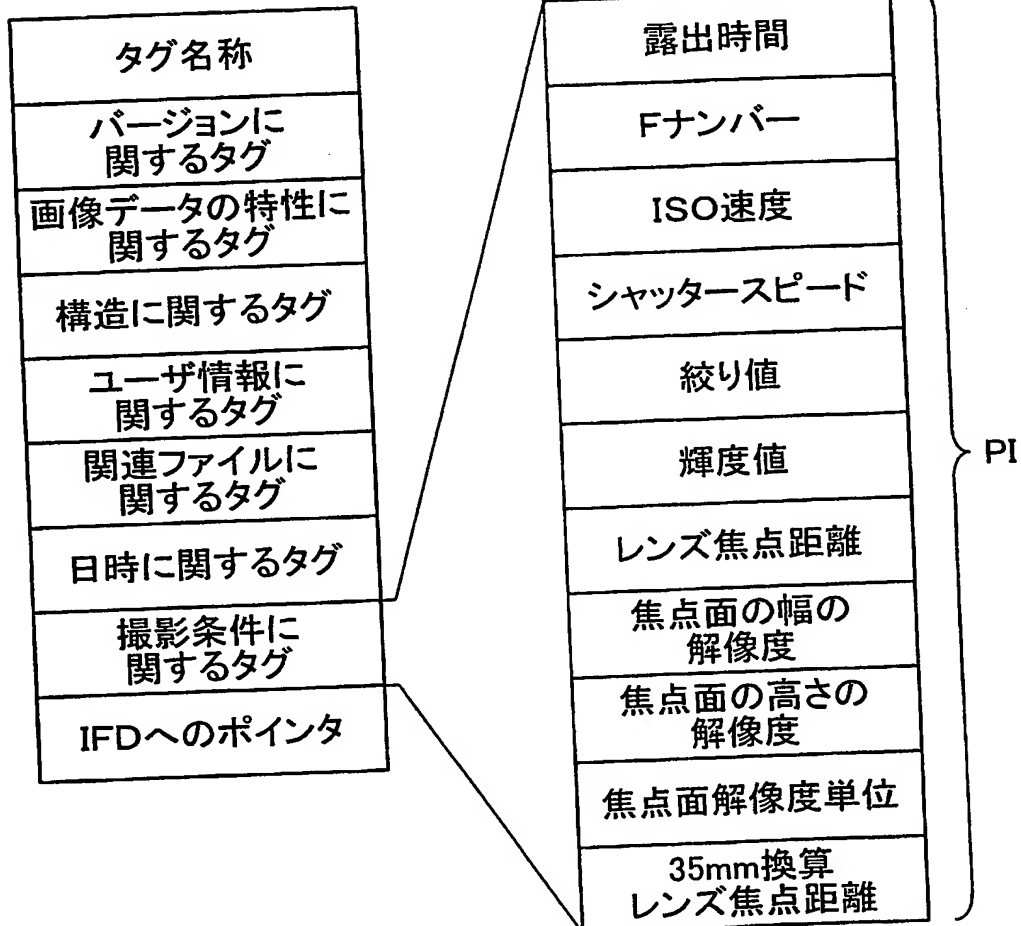 タグ名称
バージョンに
関するタグ
画像データの特性に
関するタグ
構造に関するタグ
ユーザ情報に
関するタグ
関連ファイルに
関するタグ
日時に関するタグ
撮影条件に
関するタグ
IFDへのポインタ
露出時間
Fナンバー
ISO速度
シャッタースピード
絞り値
輝度値
レンズ焦点距離
焦点面の幅の
解像度
焦点面の高さの
解像度
焦点面解像度単位
35mm換算
レンズ焦点距離
PI